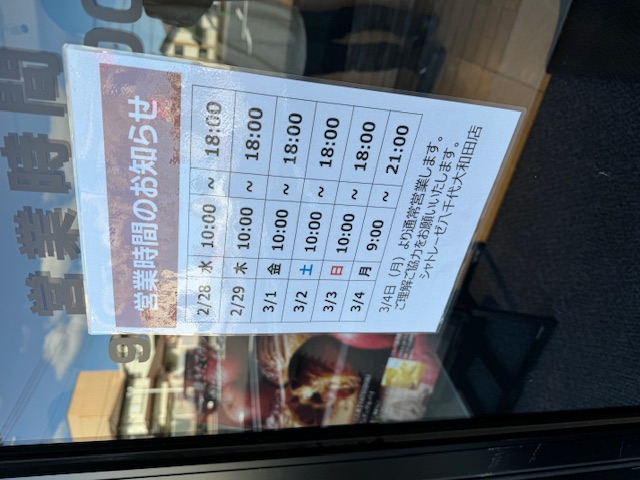 営業時間のお知らせ
2/28 水 10:00 ~ 18:00
2/29 木 10:00 ~ 18:00
3/1 金 10:00 ~ 18:00
3/2 土 10:00 ~ 18:00
3/3 日 10:00 ~ 18:00
3/4 月 9:00 ~ 21:00
3/4日（月）より通常営業します。
ご理解ご協力をお願いいたします。
シャトレーゼ八千代大和田店
営業時間